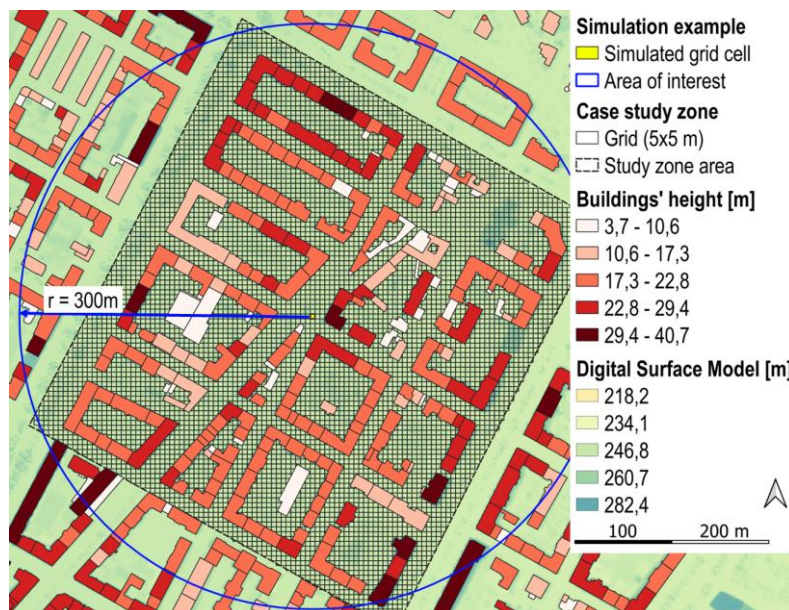 Simulation example
Simulated grid cell
Area of interest
Case study zone
Grid (5x5 m)
Study zone area
Buildings' height [m]
3,7 - 10,6
10,6 - 17,3
17,3 - 22,8
22,8 - 29,4
29,4 - 40,7
Digital Surface Model [m]
218,2
234,1
246,8
260,7
282,4
100 200 m
r = 300m